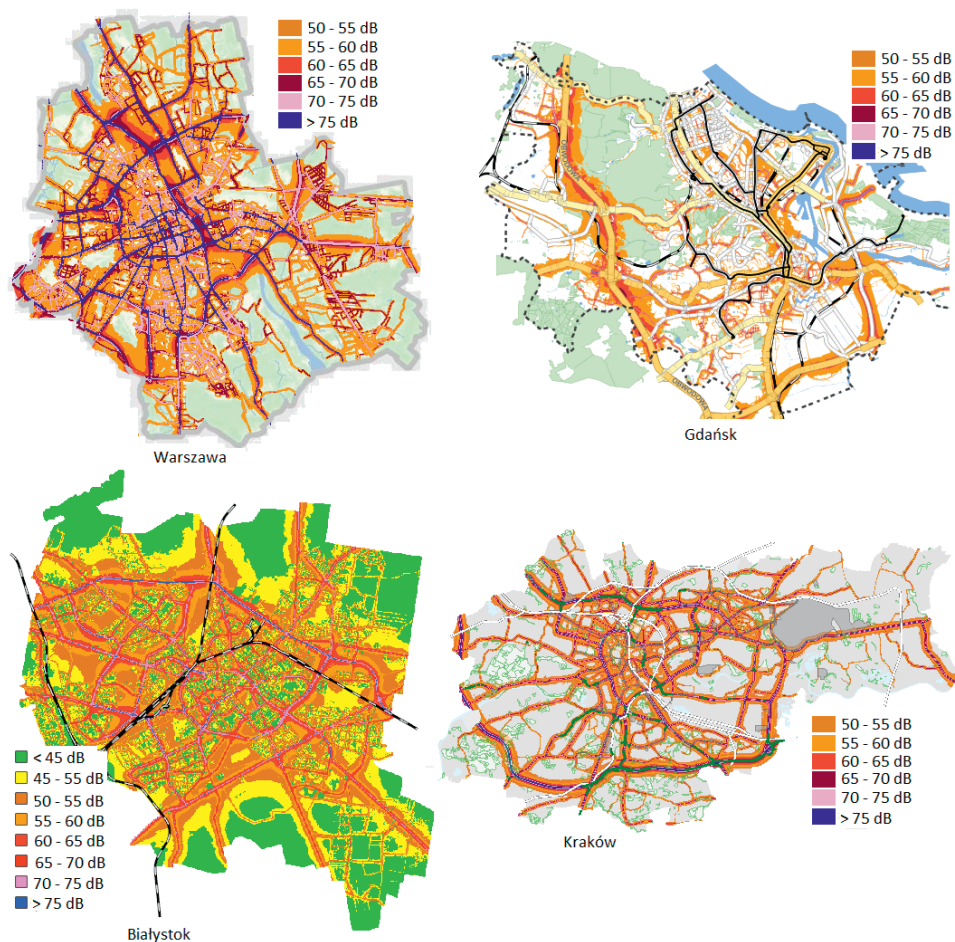 50 - 55 dB
55 - 60 dB
60 - 65 dB
65 - 70 dB
70 - 75 dB
> 75 dB
Warszawa
50 - 55 dB
55 - 60 dB
60 - 65 dB
65 - 70 dB
70 - 75 dB
> 75 dB
OBWODOWA
OBWODOWA
Gdańsk
< 45 dB
45 - 55 dB
50 - 55 dB
55 - 60 dB
60 - 65 dB
65 - 70 dB
70 - 75 dB
> 75 dB
Białystok
50 - 55 dB
55 - 60 dB
60 - 65 dB
65 - 70 dB
70 - 75 dB
> 75 dB
Kraków